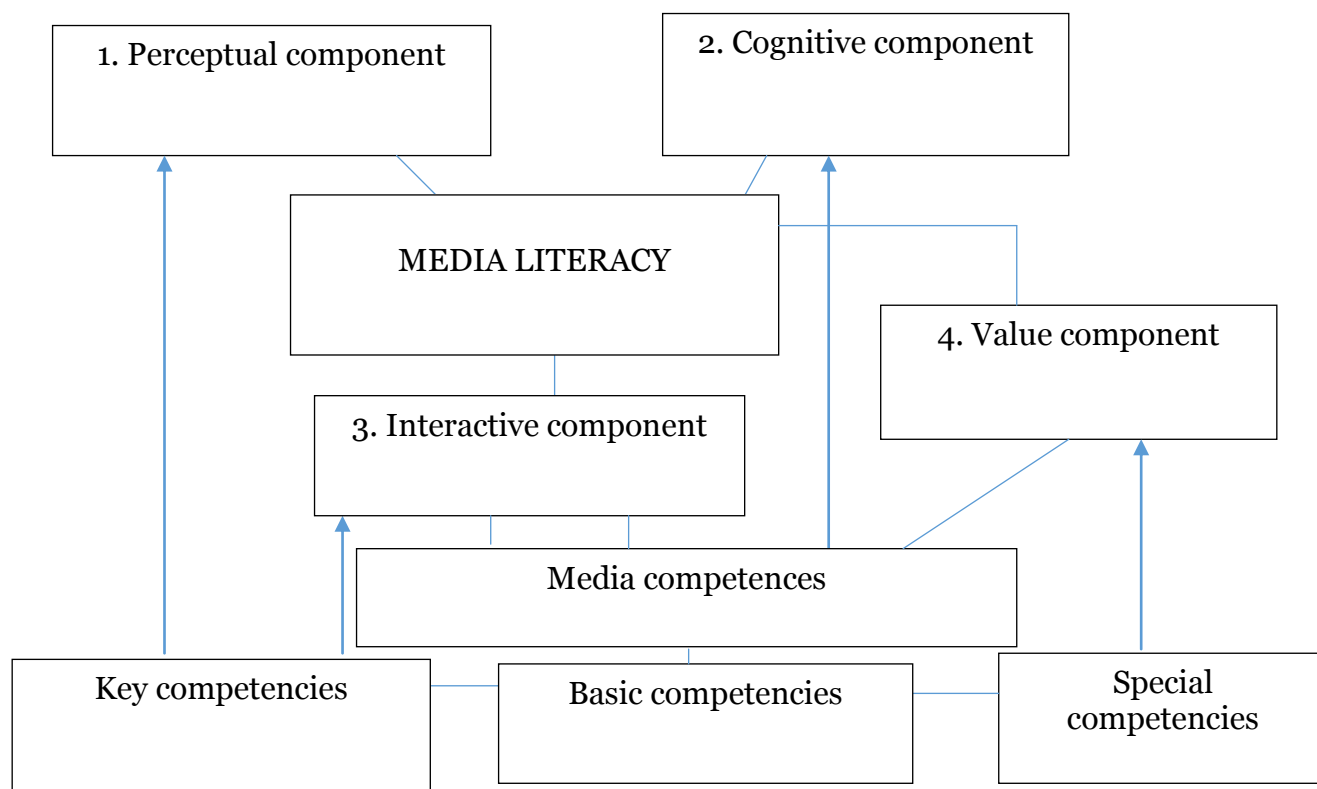 1. Perceptual component
2. Cognitive component
MEDIA LITERACY
4. Value component
3. Interactive component
Media competences
Key competencies
Basic competencies
Special
competencies